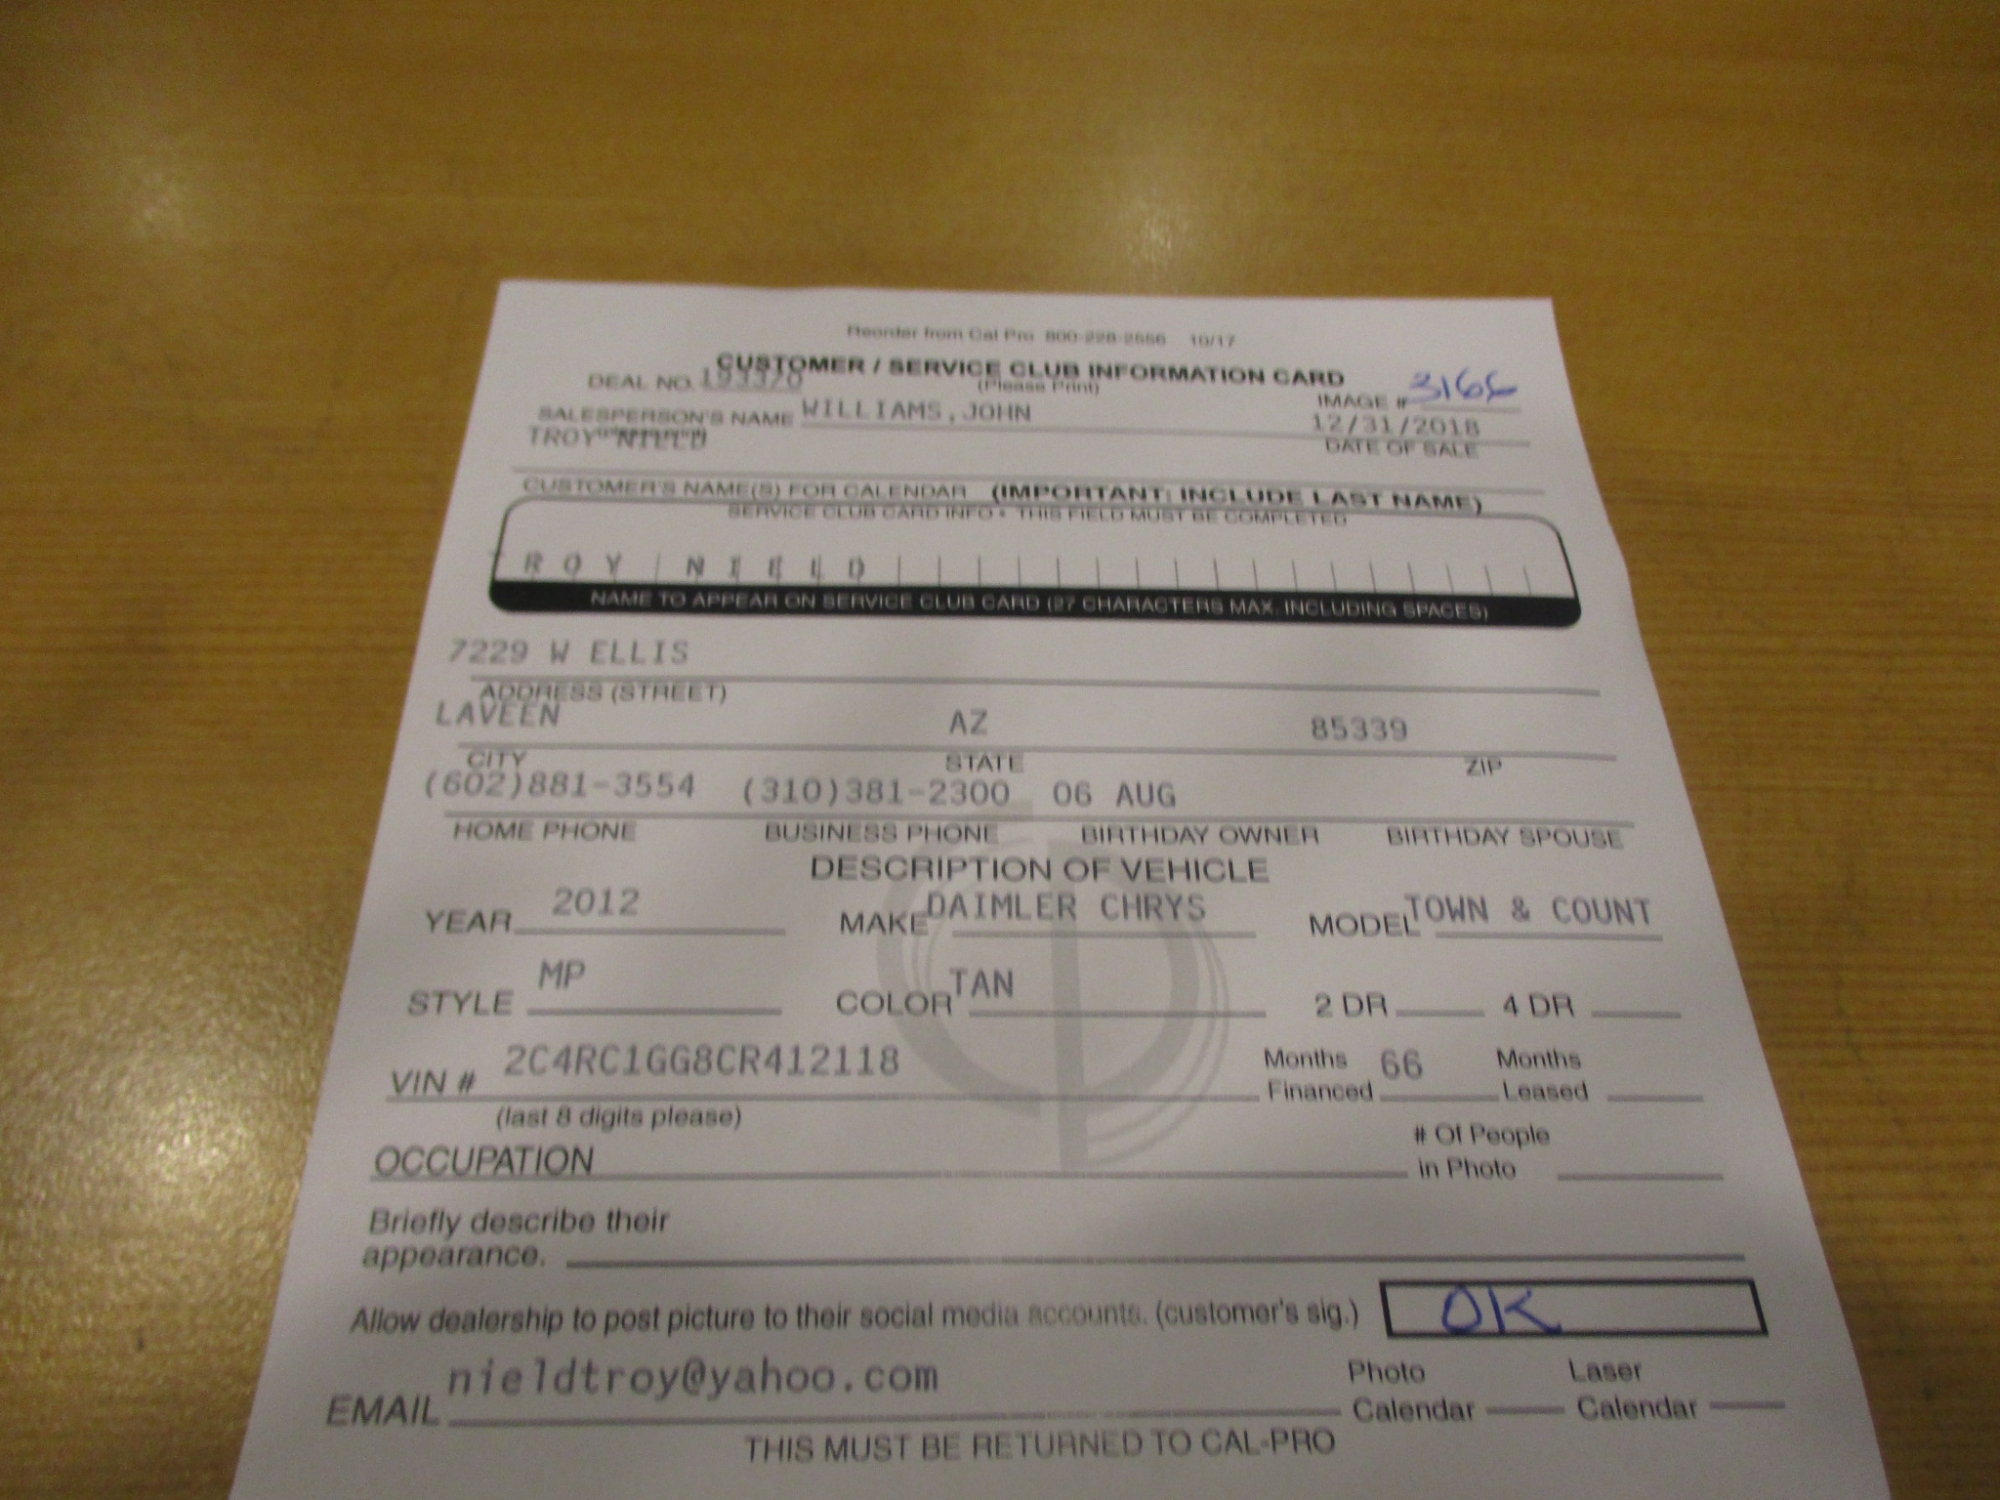 Reorder from Cal Pro 800-228-2556 10/17
CUSTOMER / SERVICE CLUB INFORMATION CARD
DEAL NO. 193370 (Please Print) IMAGE # 3166
SALESPERSON'S NAME WILLIAMS,JOHN 12/31/2018
TROY NIELD DATE OF SALE
CUSTOMER'S NAME(S) FOR CALENDAR (IMPORTANT: INCLUDE LAST NAME)
SERVICE CLUB CARD INFO • THIS FIELD MUST BE COMPLETED
ROY NIELD
NAME TO APPEAR ON SERVICE CLUB CARD (27 CHARACTERS MAX. INCLUDING SPACES)
7229 W ELLIS
ADDRESS (STREET)
LAVEEN AZ 85339
CITY STATE ZIP
(602)881-3554 (310)381-2300 06 AUG
HOME PHONE BUSINESS PHONE BIRTHDAY OWNER BIRTHDAY SPOUSE
DESCRIPTION OF VEHICLE
YEAR 2012 MAKE DAIMLER CHRYS MODEL TOWN & COUNT
STYLE MP COLOR TAN 2 DR 4 DR
VIN # 2C4RC1GG8CR412118 Months Financed 66 Months Leased
(last 8 digits please)
OCCUPATION # Of People in Photo
Briefly describe their
appearance.
Allow dealership to post picture to their social media accounts. (customer's sig.) OK
EMAIL nieldtroy@yahoo.com Photo Calendar Laser Calendar
THIS MUST BE RETURNED TO CAL-PRO